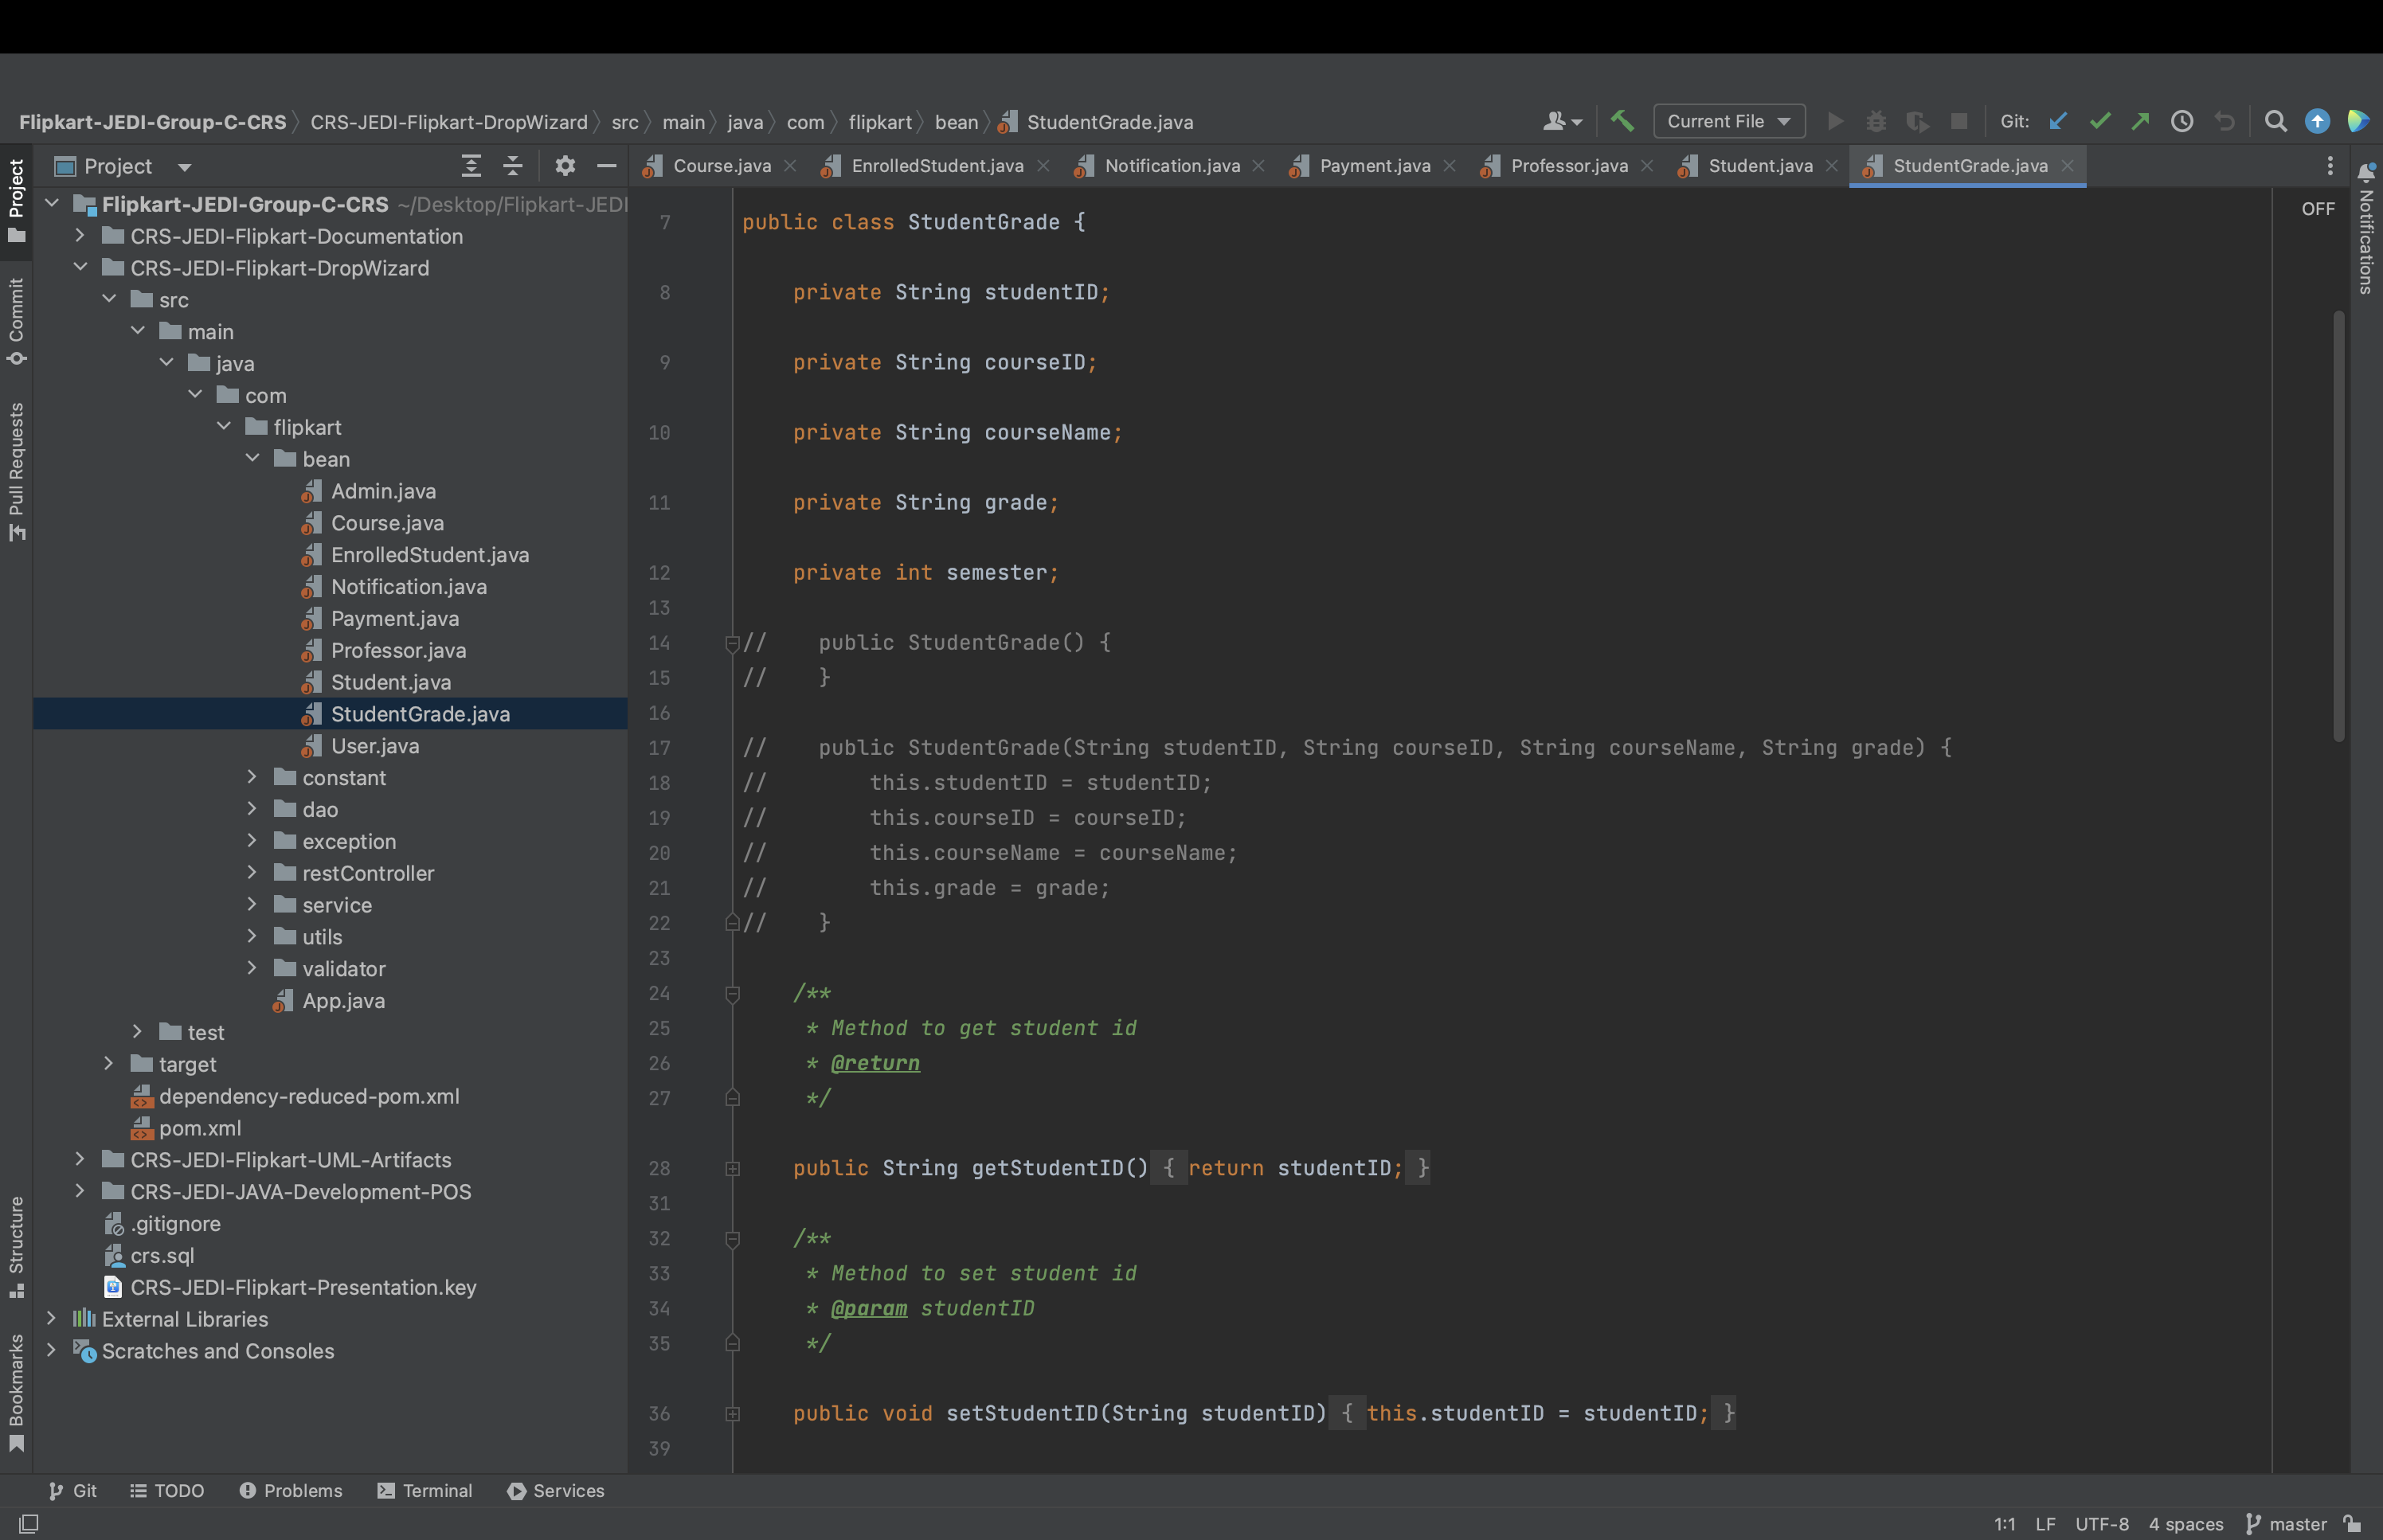 Flipkart-JEDI-Group-C-CRS CRS-JEDI-Flipkart-DropWizard src main java com flipkart bean StudentGrade.java
Current File Git:
Project
Course.java EnrolledStudent.java Notification.java Payment.java Professor.java Student.java StudentGrade.java
Project
Commit
Pull Requests
Structure
Bookmarks
Flipkart-JEDI-Group-C-CRS ~/Desktop/Flipkart-JEDI
CRS-JEDI-Flipkart-Documentation
CRS-JEDI-Flipkart-DropWizard
src
main
java
com
flipkart
bean
Admin.java
Course.java
EnrolledStudent.java
Notification.java
Payment.java
Professor.java
Student.java
StudentGrade.java
User.java
constant
dao
exception
restController
service
utils
validator
App.java
test
target
dependency-reduced-pom.xml
pom.xml
CRS-JEDI-Flipkart-UML-Artifacts
CRS-JEDI-JAVA-Development-POS
.gitignore
crs.sql
CRS-JEDI-Flipkart-Presentation.key
External Libraries
Scratches and Consoles
7 public class StudentGrade {
8 private String studentID;
9 private String courseID;
10 private String courseName;
11 private String grade;
12 private int semester;
13
14 // public StudentGrade() {
15 // }
16
17 // public StudentGrade(String studentID, String courseID, String courseName, String grade) {
18 // this.studentID = studentID;
19 // this.courseID = courseID;
20 // this.courseName = courseName;
21 // this.grade = grade;
22 // }
23
24 /**
25 * Method to get student id
26 * @return
27 */
28 public String getStudentID() { return studentID; }
31
32 /**
33 * Method to set student id
34 * @param studentID
35 */
36 public void setStudentID(String studentID) { this.studentID = studentID; }
39
OFF
Notifications
Git TODO Problems Terminal Services
1:1 LF UTF-8 4 spaces master